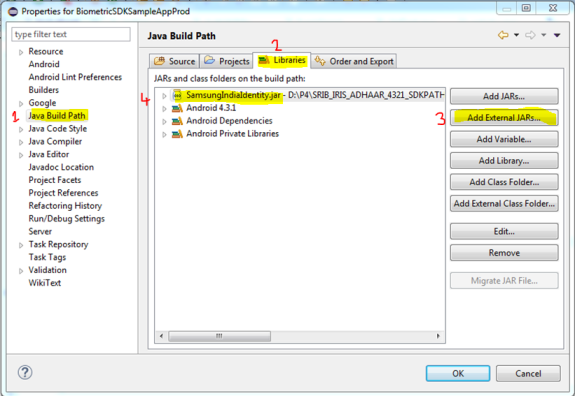 Properties for BiometricSDKSampleAppProd
type filter text
Resource
Android
Android Lint Preferences
Builders
Google
1 Java Build Path
Java Code Style
Java Compiler
Java Editor
Javadoc Location
Project Facets
Project References
Refactoring History
Run/Debug Settings
Server
Task Repository
Task Tags
Validation
WikiText
Java Build Path
2
Source
Projects
Libraries
Order and Export
JARs and class folders on the build path:
4 SamsungIndiaIdentity.jar - D:\P4\SRIB_IRIS_ADHAAR_4321_SDKPATH
Android 4.3.1
Android Dependencies
Android Private Libraries
Add JARs...
3 Add External JARs...
Add Variable...
Add Library...
Add Class Folder...
Add External Class Folder...
Edit...
Remove
Migrate JAR File...
OK
Cancel